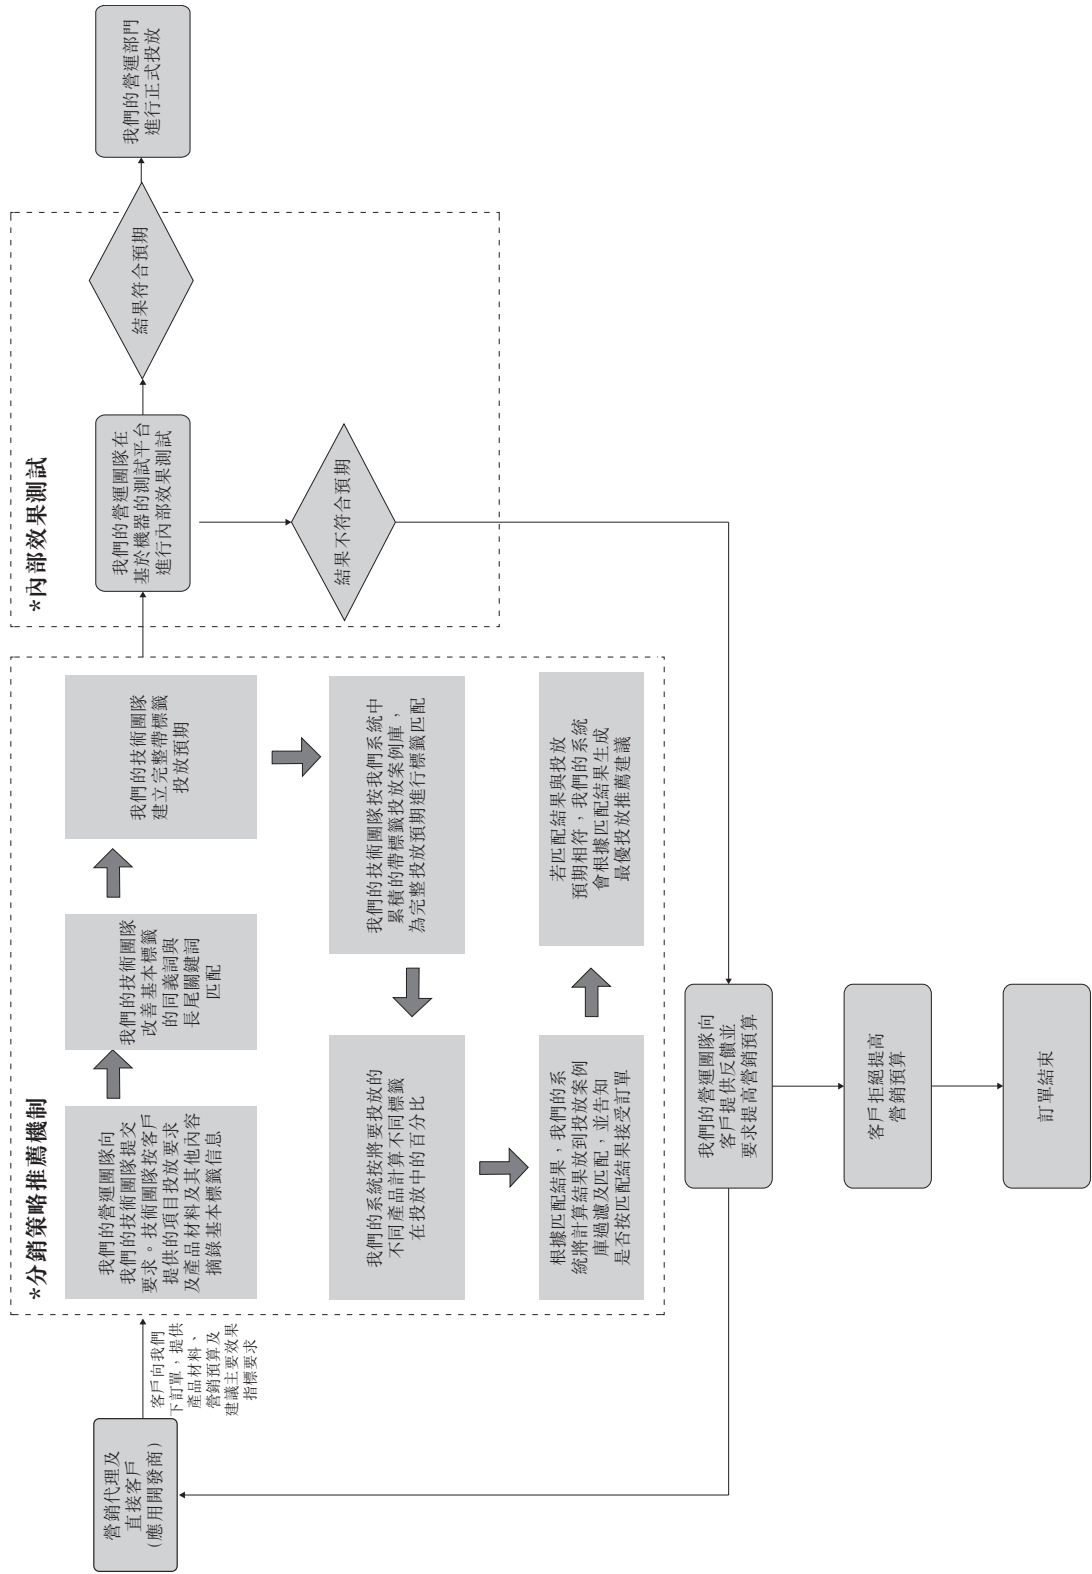 營銷代理及
直接客戶
(應用開發商)
客戶向我們
下訂單，提供
產品材料、
營銷預算及
建議主要效果
指標要求
*分銷策略推薦機制
我們的營運團隊向
我們的技術團隊提交
要求。技術團隊按客戶
提供的項目投放要求
及產品材料及其他內容
摘錄基本標籤信息
我們的技術團隊
改善基本標籤
的同義詞與
長尾關鍵詞
匹配
我們的技術團隊
建立完整帶標籤
投放預期
我們的技術團隊按我們系統中
累積的帶標籤投放案例庫，
為完整投放預期進行標籤匹配
我們的系統按將要投放的
不同產品計算不同標籤
在投放中的百分比
根據匹配結果，我們的系
統將計算結果放到投放案例
庫過濾及匹配，並告知
是否按匹配結果接受訂單
若匹配結果與投放
預期相符，我們的系統
會根據匹配結果生成
最優投放推薦建議
*內部效果測試
我們的營運團隊在
基於機器的測試平台
進行內部效果測試
結果符合預期
結果不符合預期
我們的營運部門
進行正式投放
我們的營運團隊向
客戶提供反饋並
要求提高營銷預算
客戶拒絕提高
營銷預算
訂單結束